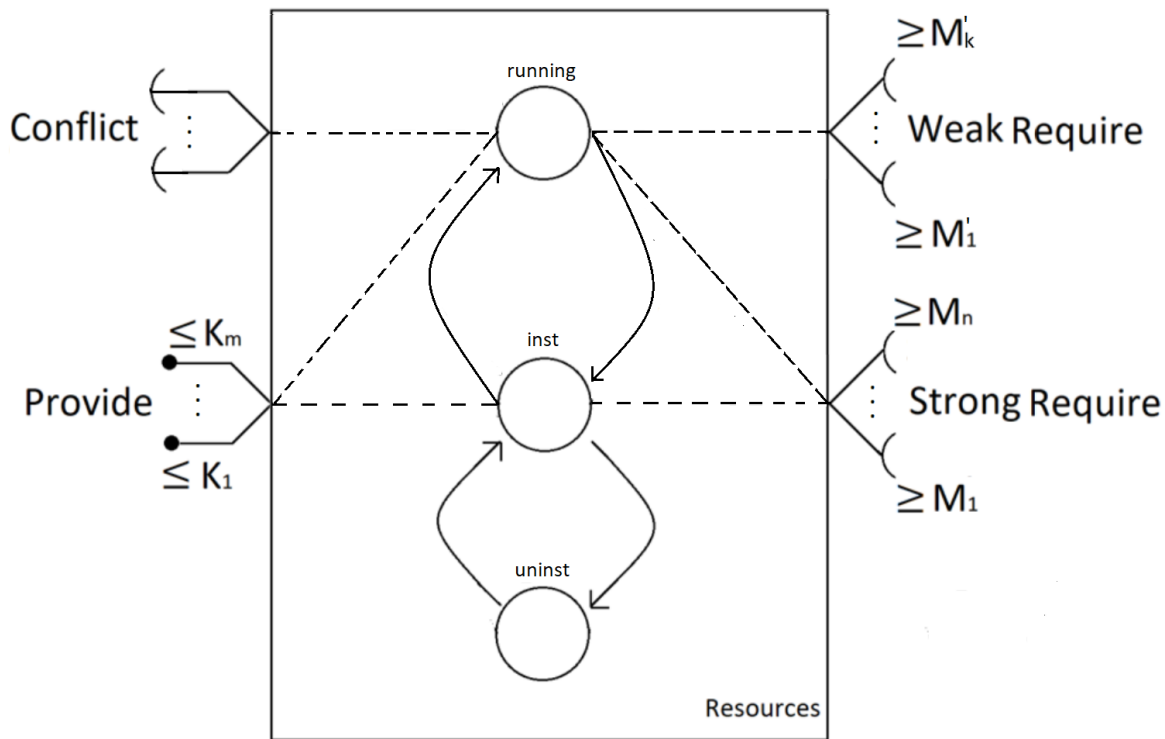 ≥M'k
running
Conflict
⋮
⋮
Weak Require
≥M'1
≥Mn
≤ Km
inst
Provide
⋮
⋮
Strong Require
≤ K1
≥M1
uninst
Resources